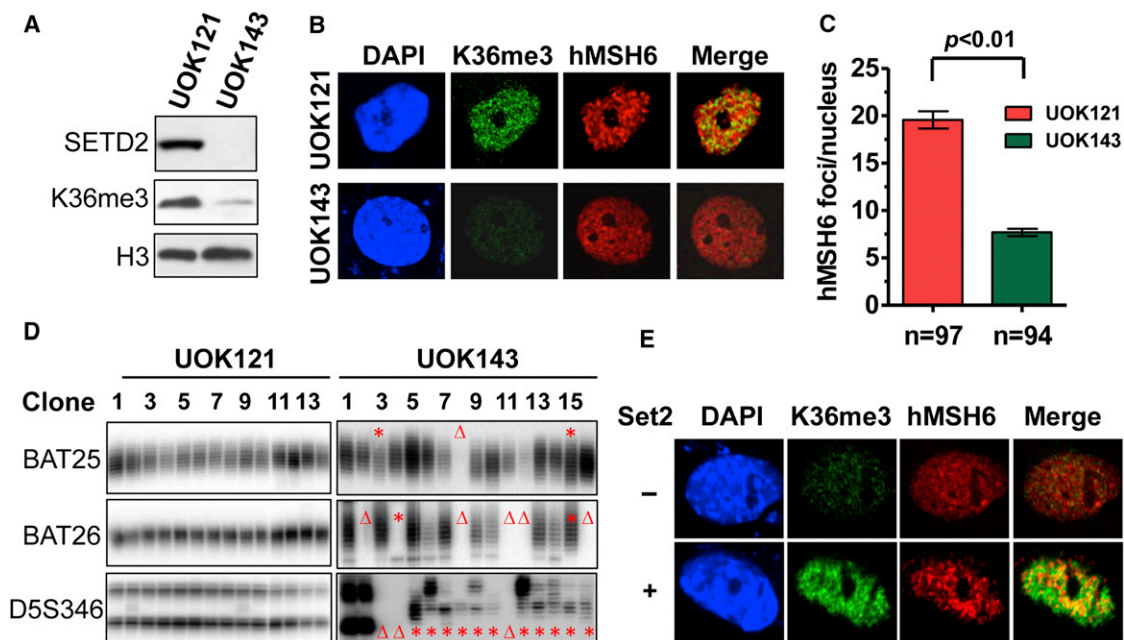 A
UOK121 UOK143
SETD2
K36me3
H3
B
DAPI K36me3 hMSH6 Merge
UOK121
UOK143
C
p<0.01
hMSH6 foci/nucleus
25
20
15
10
5
0
UOK121
UOK143
n=97 n=94
D
UOK121 UOK143
Clone 1 3 5 7 9 11 13 1 3 5 7 9 11 13 15
BAT25 * Δ *
BAT26 Δ * Δ Δ Δ * Δ
D5S346 Δ Δ * * * * * * Δ * * * * *
E
Set2 DAPI K36me3 hMSH6 Merge
–
+